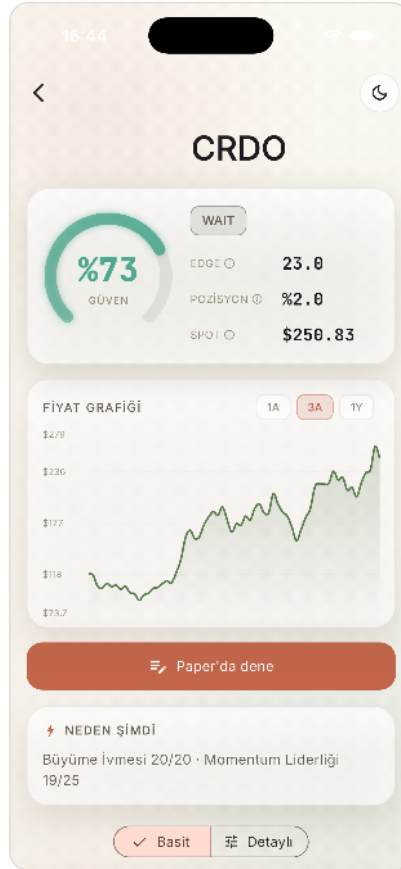 16:44
CRDO
%73
GÜVEN
WAIT
EDGE 23.0
POZİSYON %2.0
SPOT $250.83
FİYAT GRAFİĞİ
1A 3A 1Y
$279
$236
$177
$118
$73.7
Paper'da dene
NEDEN ŞİMDİ
Büyüme İvmesi 20/20 · Momentum Liderliği
19/25
Basit Detaylı